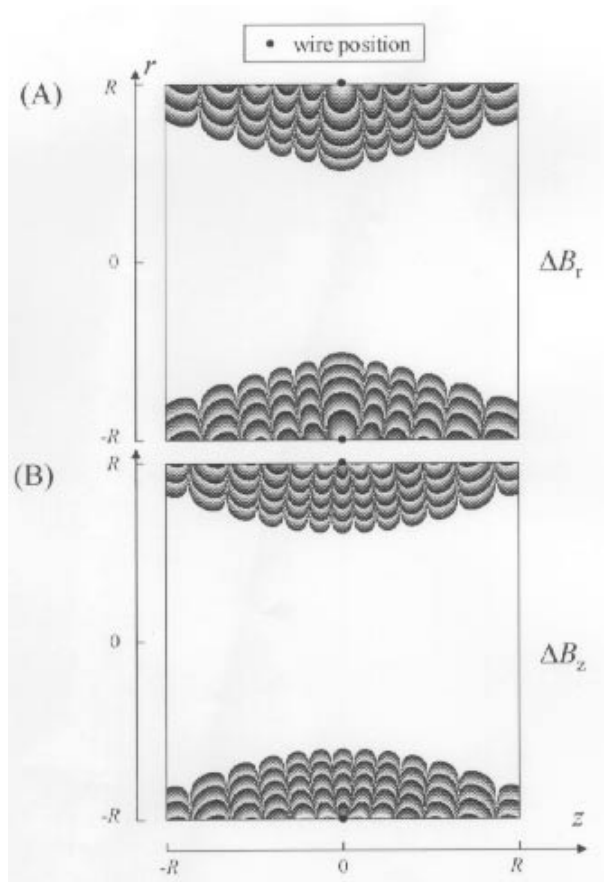 • wire position
(A)
r
R
0
-R
ΔBr
(B)
R
0
-R
ΔBz
z
-R 0 R